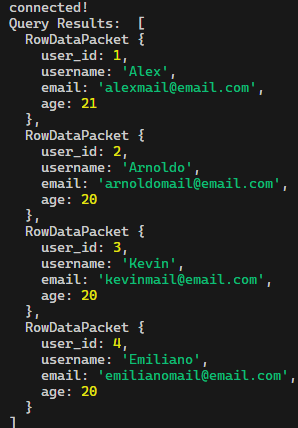 connected!
Query Results:  [
  RowDataPacket {
    user_id: 1,
    username: 'Alex',
    email: 'alexmail@email.com',
    age: 21
  },
  RowDataPacket {
    user_id: 2,
    username: 'Arnoldo',
    email: 'arnoldomail@email.com',
    age: 20
  },
  RowDataPacket {
    user_id: 3,
    username: 'Kevin',
    email: 'kevinmail@email.com',
    age: 20
  },
  RowDataPacket {
    user_id: 4,
    username: 'Emiliano',
    email: 'emilianomail@email.com',
    age: 20
  }
]